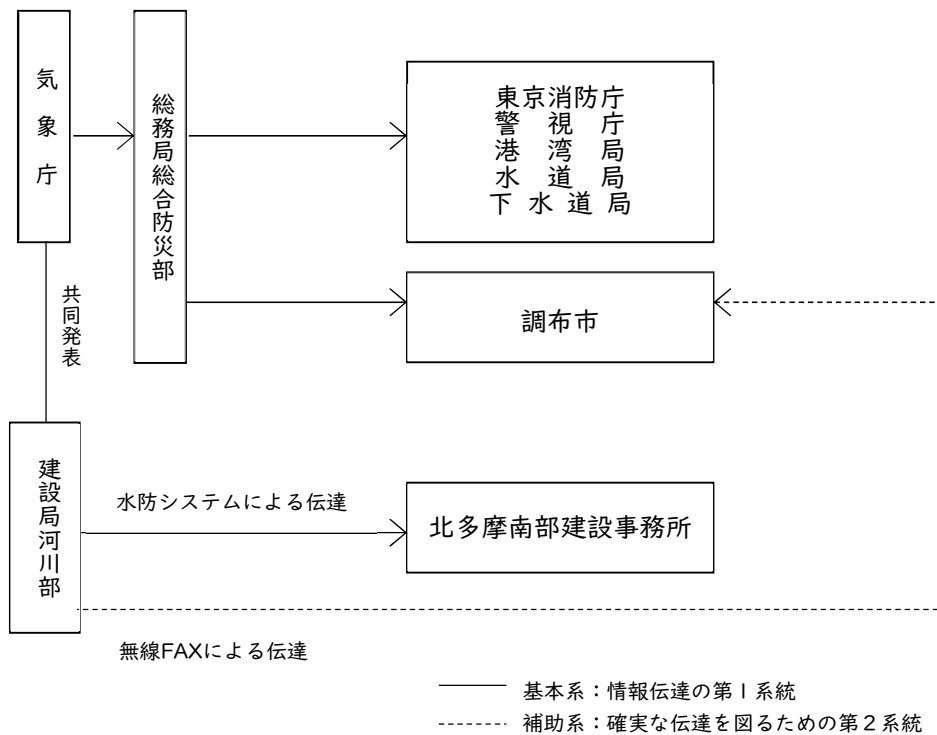 気象庁
総務局総合防災部
東京消防庁
警視庁
港湾局
水道局
下水道局
調布市
共同発表
建設局河川部
水防システムによる伝達
北多摩南部建設事務所
無線FAXによる伝達
基本系：情報伝達の第１系統
補助系：確実な伝達を図るための第２系統